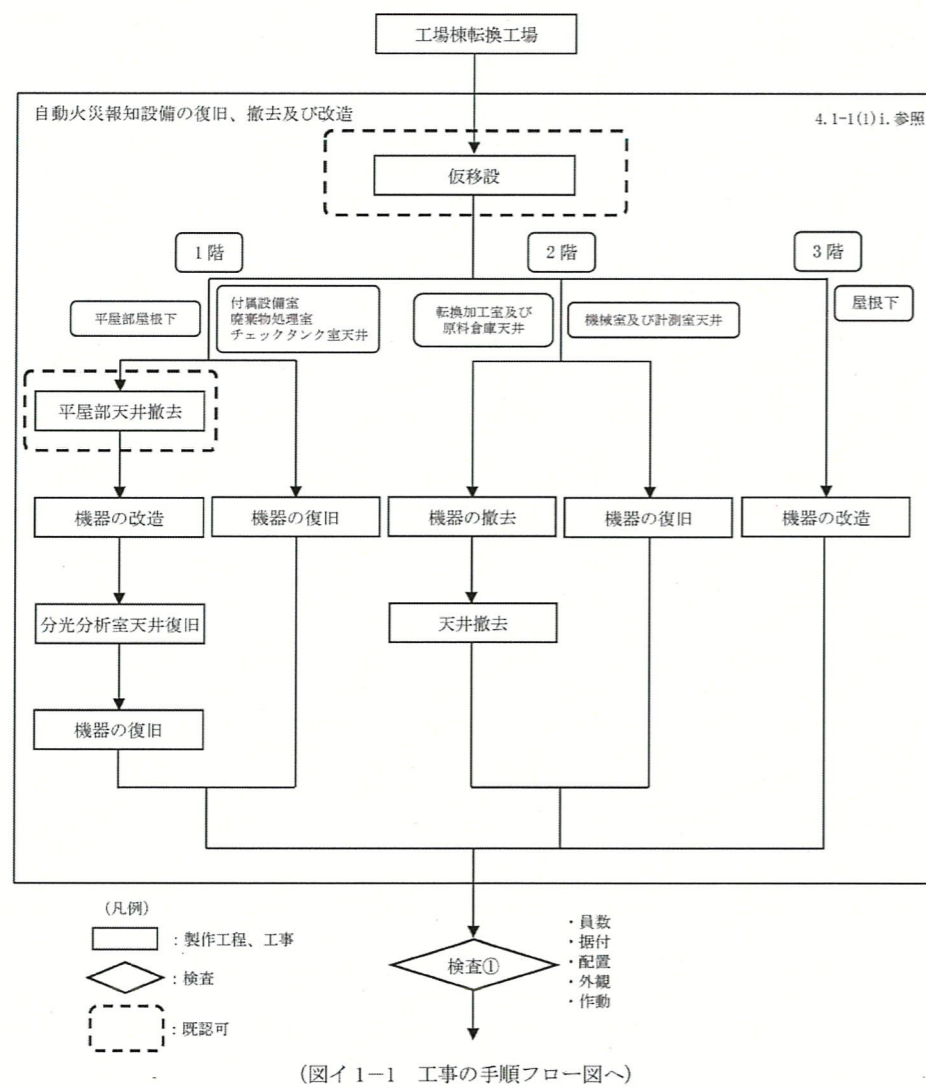 工場棟転換工場
自動火災報知設備の復旧、撤去及び改造
4.1-1(1)i.参照
仮移設
1階
2階
3階
平屋部屋根下
付属設備室
廃棄物処理室
チェックタンク室天井
転換加工室及び
原料倉庫天井
機械室及び計測室天井
屋根下
平屋部天井撤去
機器の改造
機器の復旧
機器の撤去
機器の復旧
機器の改造
分光分析室天井復旧
天井撤去
機器の復旧
(凡例)
:製作工程、工事
:検査
:既認可
検査①
・員数
・据付
・配置
・外観
・作動
(図イ1-1 工事の手順フロー図へ)